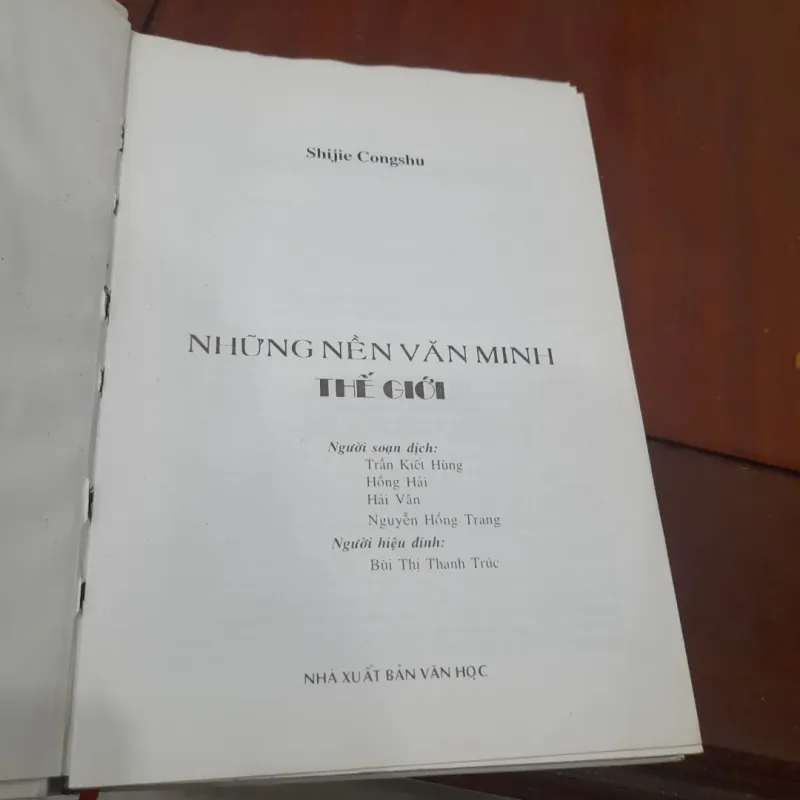 Shijie Congshu
NHỮNG NỀN VĂN MINH
THẾ GIỚI
Người soạn dịch:
Trần Kiết Hùng
Hồng Hải
Hải Vân
Nguyễn Hồng Trang
Người hiệu đính:
Bùi Thị Thanh Trúc
NHÀ XUẤT BẢN VĂN HỌC